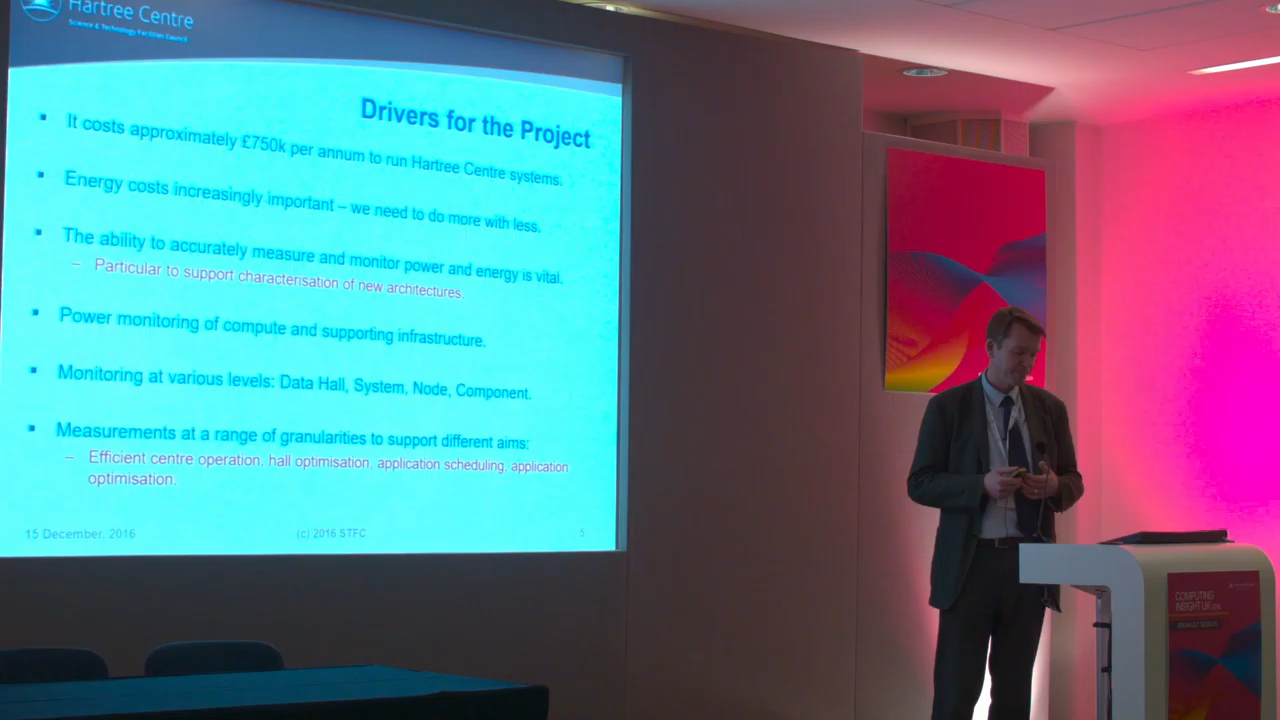 Hartree Centre
Science & Technology Facilities Council
Drivers for the Project
▪ It costs approximately £750k per annum to run Hartree Centre systems.
▪ Energy costs increasingly important – we need to do more with less.
▪ The ability to accurately measure and monitor power and energy is vital.
– Particular to support characterisation of new architectures.
▪ Power monitoring of compute and supporting infrastructure.
▪ Monitoring at various levels: Data Hall, System, Node, Component.
▪ Measurements at a range of granularities to support different aims:
– Efficient centre operation, hall optimisation, application scheduling, application
optimisation.
15 December, 2016
(c) 2016 STFC
5
COMPUTING
INSIGHT UK 2016
BREAKOUT SESSION